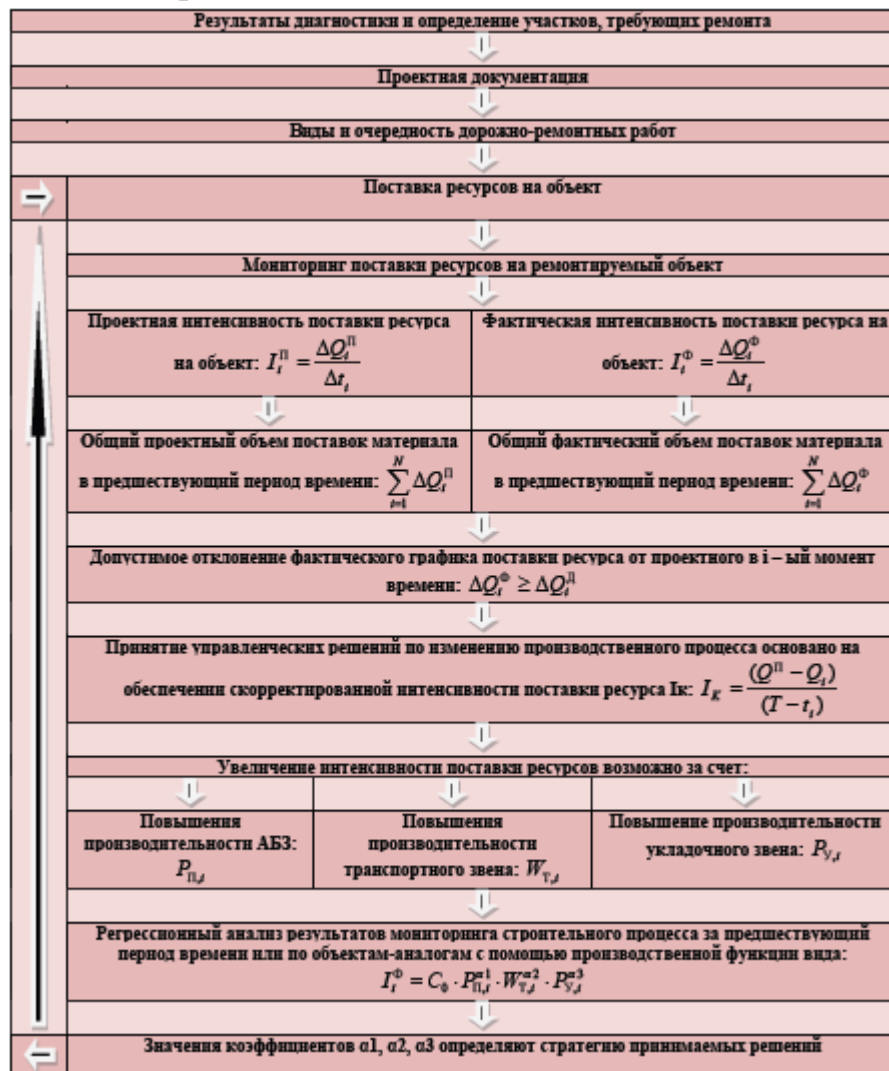 Результаты диагностики и определение участков, требующих ремонта
Проектная документация
Виды и очередность дорожно-ремонтных работ
Поставка ресурсов на объект
Мониторинг поставки ресурсов на ремонтируемый объект
Проектная интенсивность поставки ресурса
на объект: I_i^П = ΔQ_i^П / Δt_i
Фактическая интенсивность поставки ресурса на
объект: I_i^Ф = ΔQ_i^Ф / Δt_i
Общий проектный объем поставок материала
в предшествующий период времени: ∑_{i=1}^N ΔQ_i^П
Общий фактический объем поставок материала
в предшествующий период времени: ∑_{i=1}^N ΔQ_i^Ф
Допустимое отклонение фактического графика поставки ресурса от проектного в i – ый момент
времени: ΔQ_i^Ф ≥ ΔQ_i^Д
Принятие управленческих решений по изменению производственного процесса основано на
обеспечении скорректированной интенсивности поставки ресурса Iк: I_K = (Q^П − Q_i) / (T − t_i)
Увеличение интенсивности поставки ресурсов возможно за счет:
Повышения
производительности АБЗ:
P_{П,i}
Повышения
производительности
транспортного звена: W_{Т,i}
Повышение производительности
укладочного звена: P_{У,i}
Регрессионный анализ результатов мониторинга строительного процесса за предшествующий
период времени или по объектам-аналогам с помощью производственной функции вида:
I_i^Ф = C_ф · P_{П,i}^{α1} · W_{Т,i}^{α2} · P_{У,i}^{α3}
Значения коэффициентов α1, α2, α3 определяют стратегию принимаемых решений